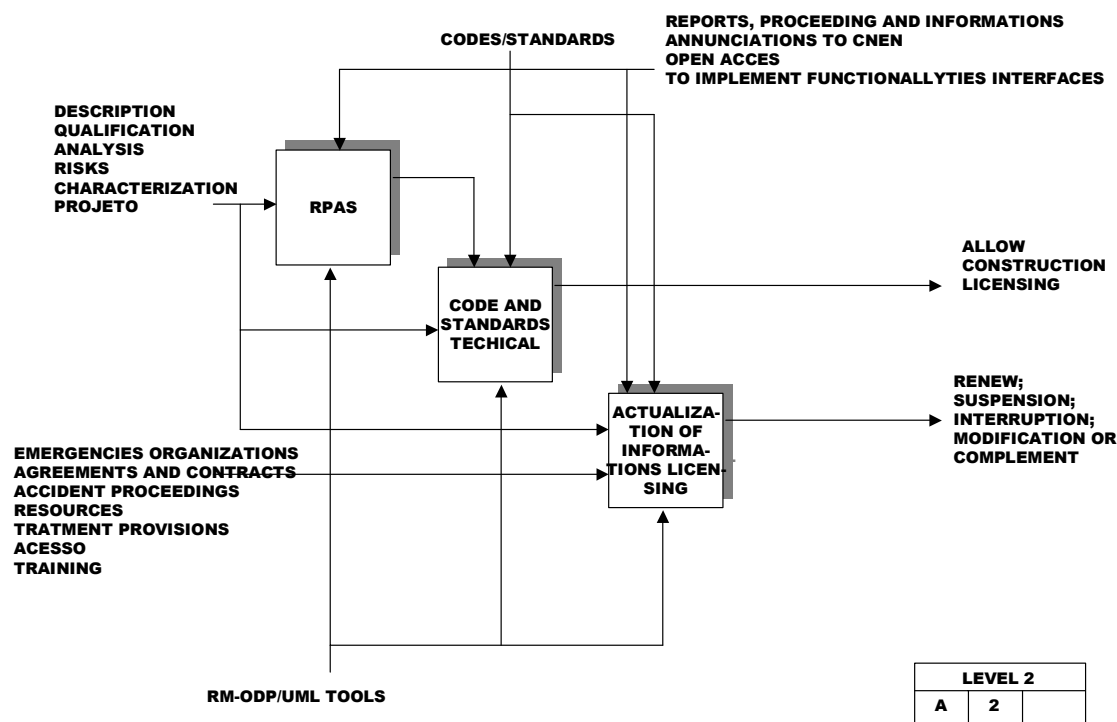 REPORTS, PROCEEDING AND INFORMATIONS
ANNUNCIATIONS TO CNEN
OPEN ACCES
TO IMPLEMENT FUNCTIONALLYTIES INTERFACES
CODES/STANDARDS
DESCRIPTION
QUALIFICATION
ANALYSIS
RISKS
CHARACTERIZATION
PROJETO
RPAS
ALLOW
CONSTRUCTION
LICENSING
CODE AND
STANDARDS
TECHICAL
RENEW;
SUSPENSION;
INTERRUPTION;
MODIFICATION OR
COMPLEMENT
ACTUALIZA-
TION OF
INFORMA-
TIONS LICEN-
SING
EMERGENCIES ORGANIZATIONS
AGREEMENTS AND CONTRACTS
ACCIDENT PROCEEDINGS
RESOURCES
TRATMENT PROVISIONS
ACESSO
TRAINING
RM-ODP/UML TOOLS
LEVEL 2
A 2